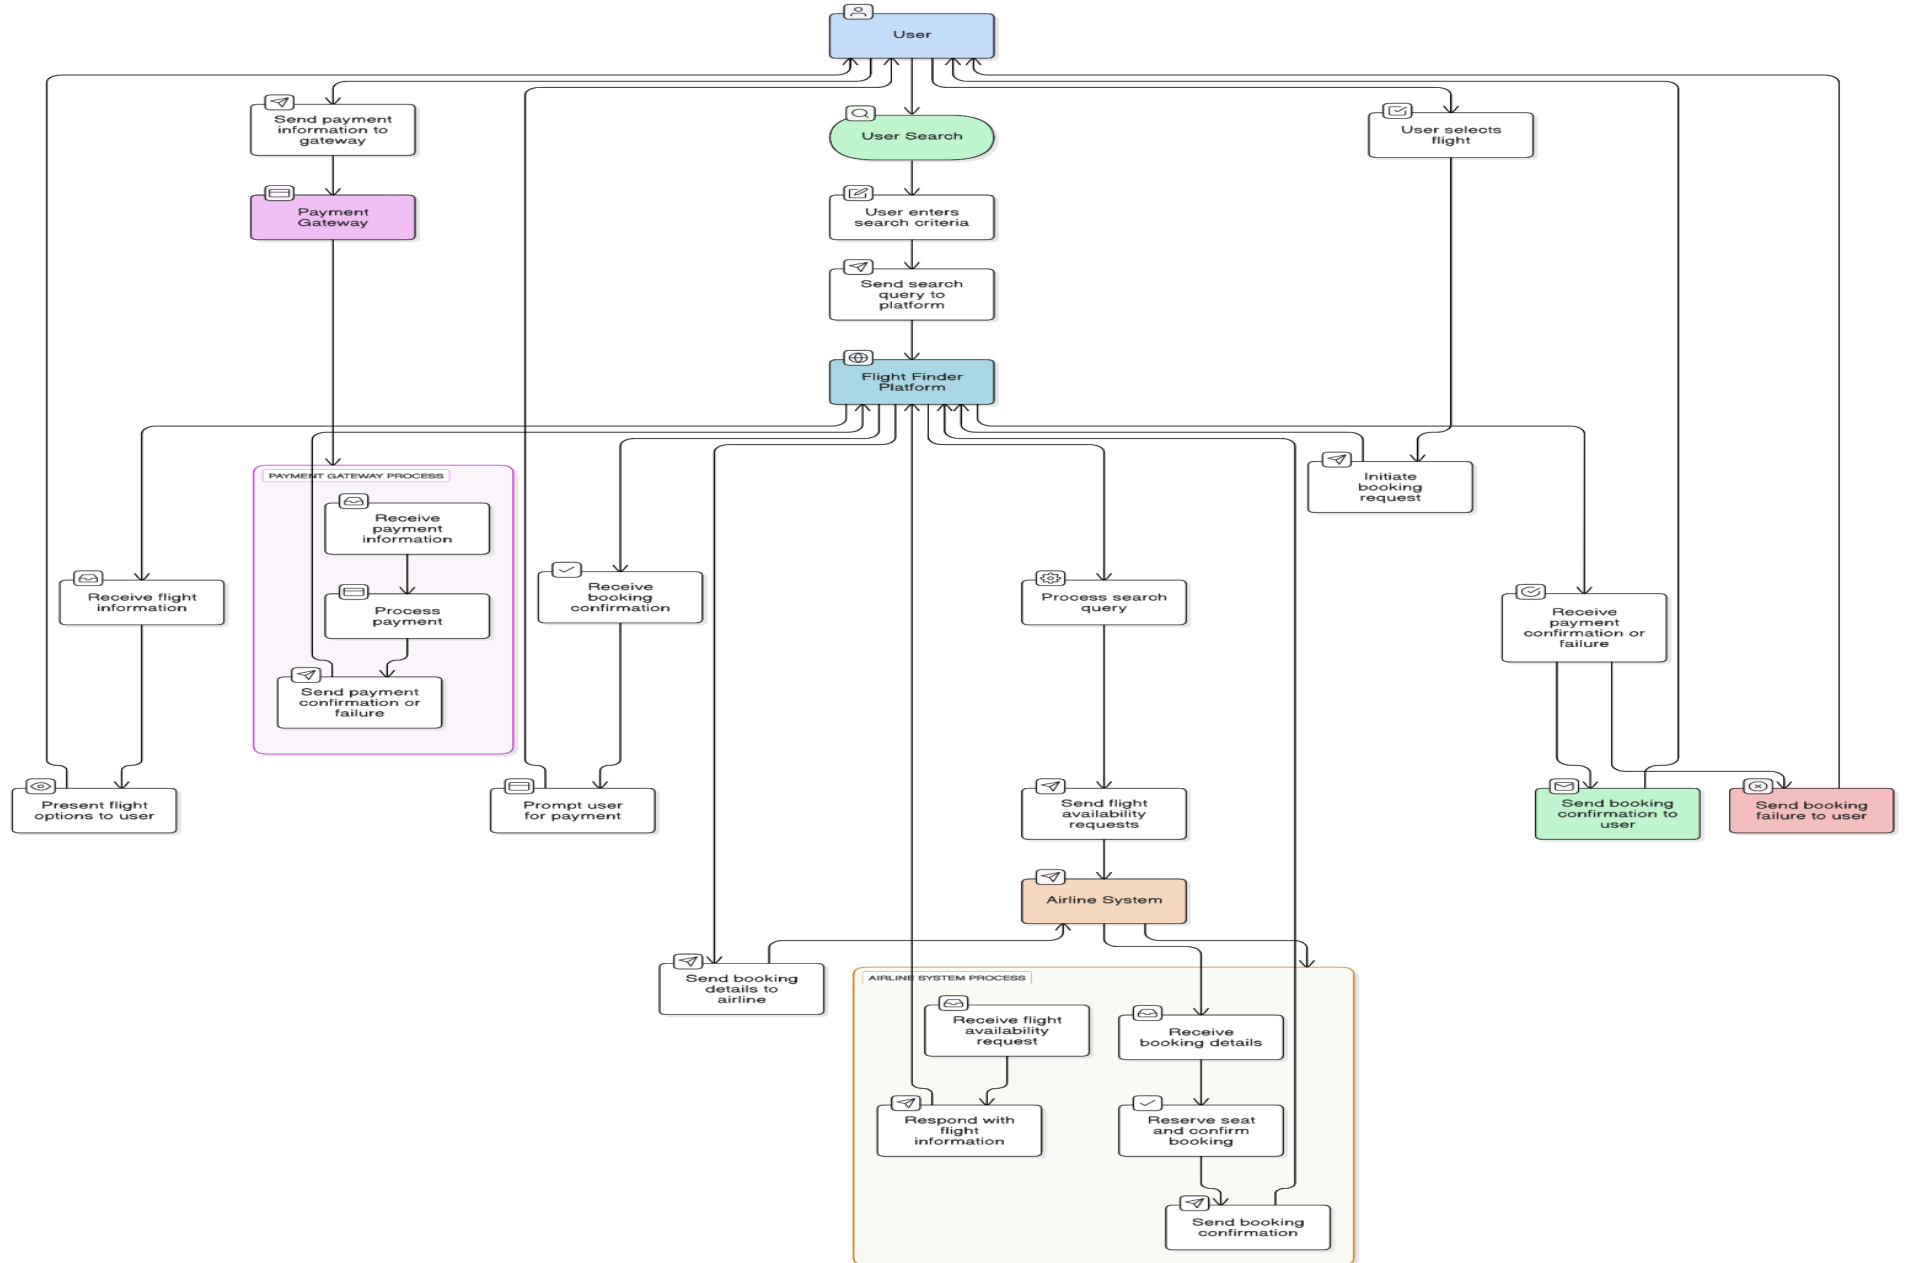 User
Send payment
information to
gateway
User Search
User selects
flight
Payment
Gateway
User enters
search criteria
Send search
query to
platform
Flight Finder
Platform
PAYMENT GATEWAY PROCESS
Initiate
booking
request
Receive
payment
information
Receive flight
information
Process
payment
Receive
booking
confirmation
Process search
query
Receive
payment
confirmation or
failure
Send payment
confirmation or
failure
Present flight
options to user
Prompt user
for payment
Send flight
availability
requests
Send booking
confirmation to
user
Send booking
failure to user
Airline System
Send booking
details to
airline
AIRLINE SYSTEM PROCESS
Receive flight
availability
request
Receive
booking details
Respond with
flight
information
Reserve seat
and confirm
booking
Send booking
confirmation